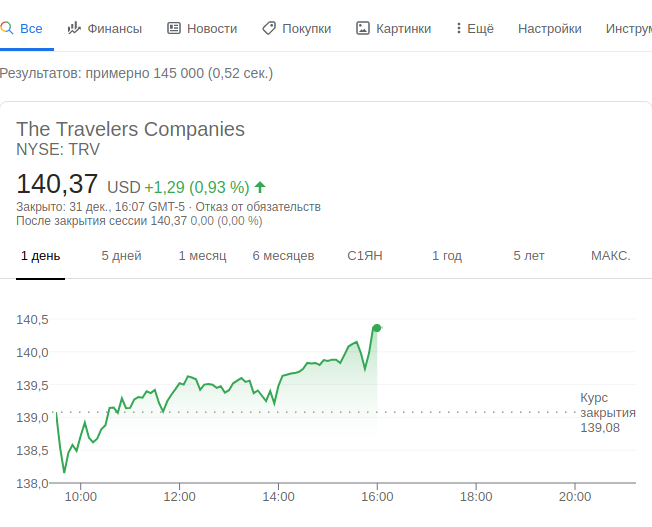 Все Финансы Новости Покупки Картинки Ещё Настройки
Результатов: примерно 145 000 (0,52 сек.)
The Travelers Companies
NYSE: TRV
140,37 USD +1,29 (0,93 %)
Закрыто: 31 дек., 16:07 GMT-5 · Отказ от обязательств
После закрытия сессии 140,37 0,00 (0,00 %)
1 день 5 дней 1 месяц 6 месяцев С1ЯН 1 год 5 лет МАКС.
140,5
140,0
139,5
139,0
138,5
138,0
Курс
закрытия
139,08
10:00 12:00 14:00 16:00 18:00 20:00